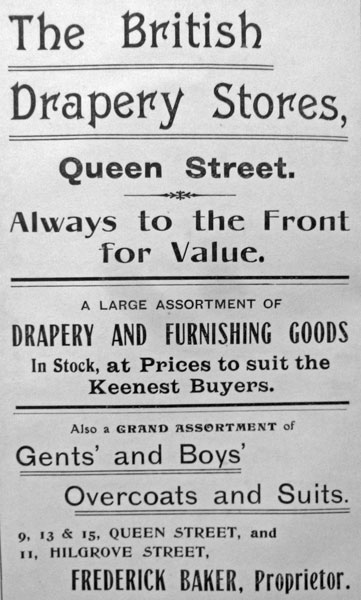 The British
Drapery Stores,
Queen Street.
Always to the Front
for Value.
A LARGE ASSORTMENT OF
DRAPERY AND FURNISHING GOODS
In Stock, at Prices to suit the
Keenest Buyers.
Also a GRAND ASSORTMENT of
Gents' and Boys'
Overcoats and Suits.
9, 13 & 15, QUEEN STREET, and
11, HILGROVE STREET,
FREDERICK BAKER, Proprietor.